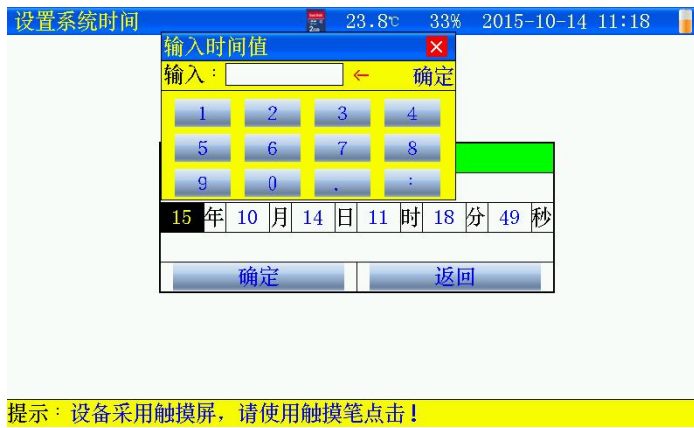 设置系统时间 23.8℃ 33% 2015-10-14 11:18
输入时间值
输入： ← 确定
1 2 3 4
5 6 7 8
9 0 . :
15 年 10 月 14 日 11 时 18 分 49 秒
确定 返回
提示：设备采用触摸屏，请使用触摸笔点击！